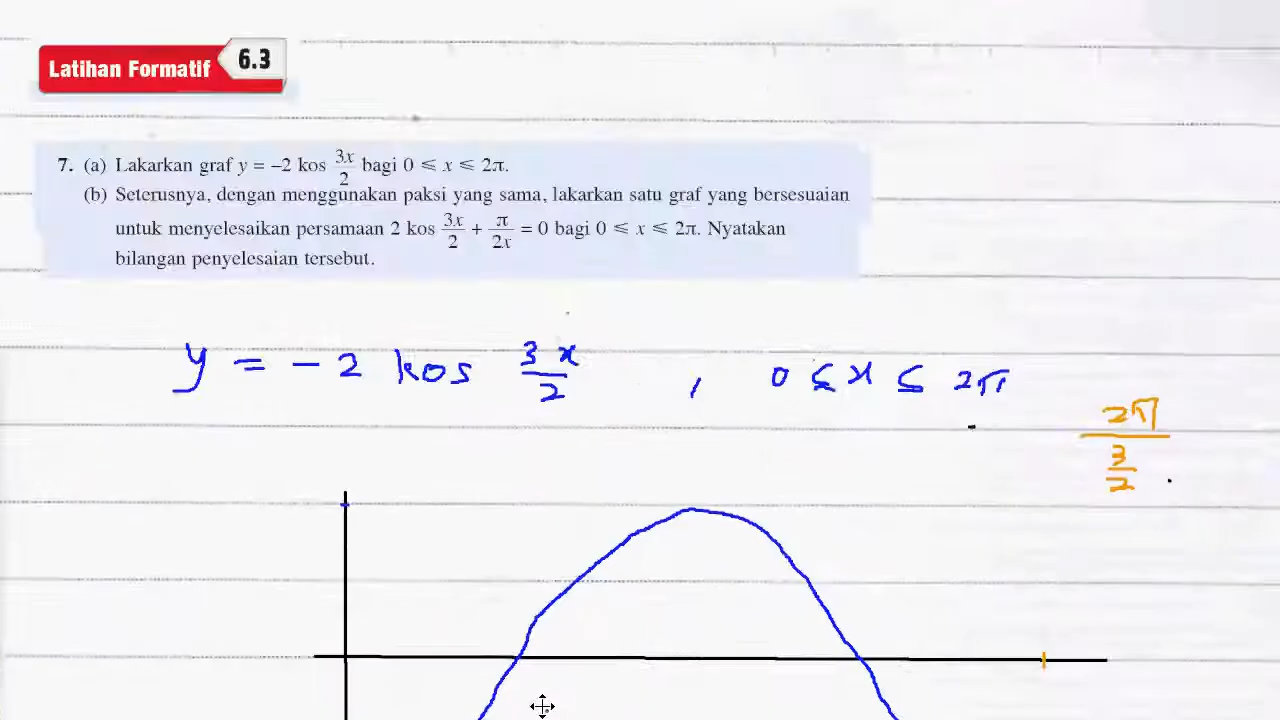 Latihan Formatif 6.3
7. (a) Lakarkan graf y = –2 kos 3x/2 bagi 0 ⩽ x ⩽ 2π.
(b) Seterusnya, dengan menggunakan paksi yang sama, lakarkan satu graf yang bersesuaian
untuk menyelesaikan persamaan 2 kos 3x/2 + π/2x = 0 bagi 0 ⩽ x ⩽ 2π. Nyatakan
bilangan penyelesaian tersebut.
y = – 2 kos 3x/2 , 0 ≤ x ≤ 2π
2π
3/2